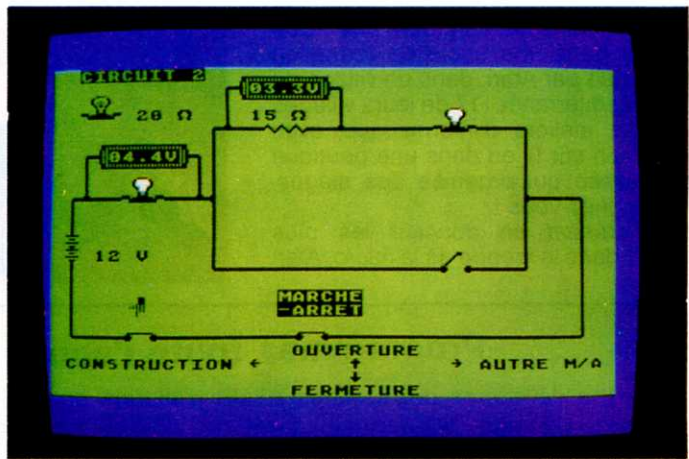 CIRCUIT 2
03.3V
20 Ω
15 Ω
04.4V
12 V
MARCHE
-ARRET
OUVERTURE
CONSTRUCTION ← ↑ → AUTRE M/A
↓
FERMETURE